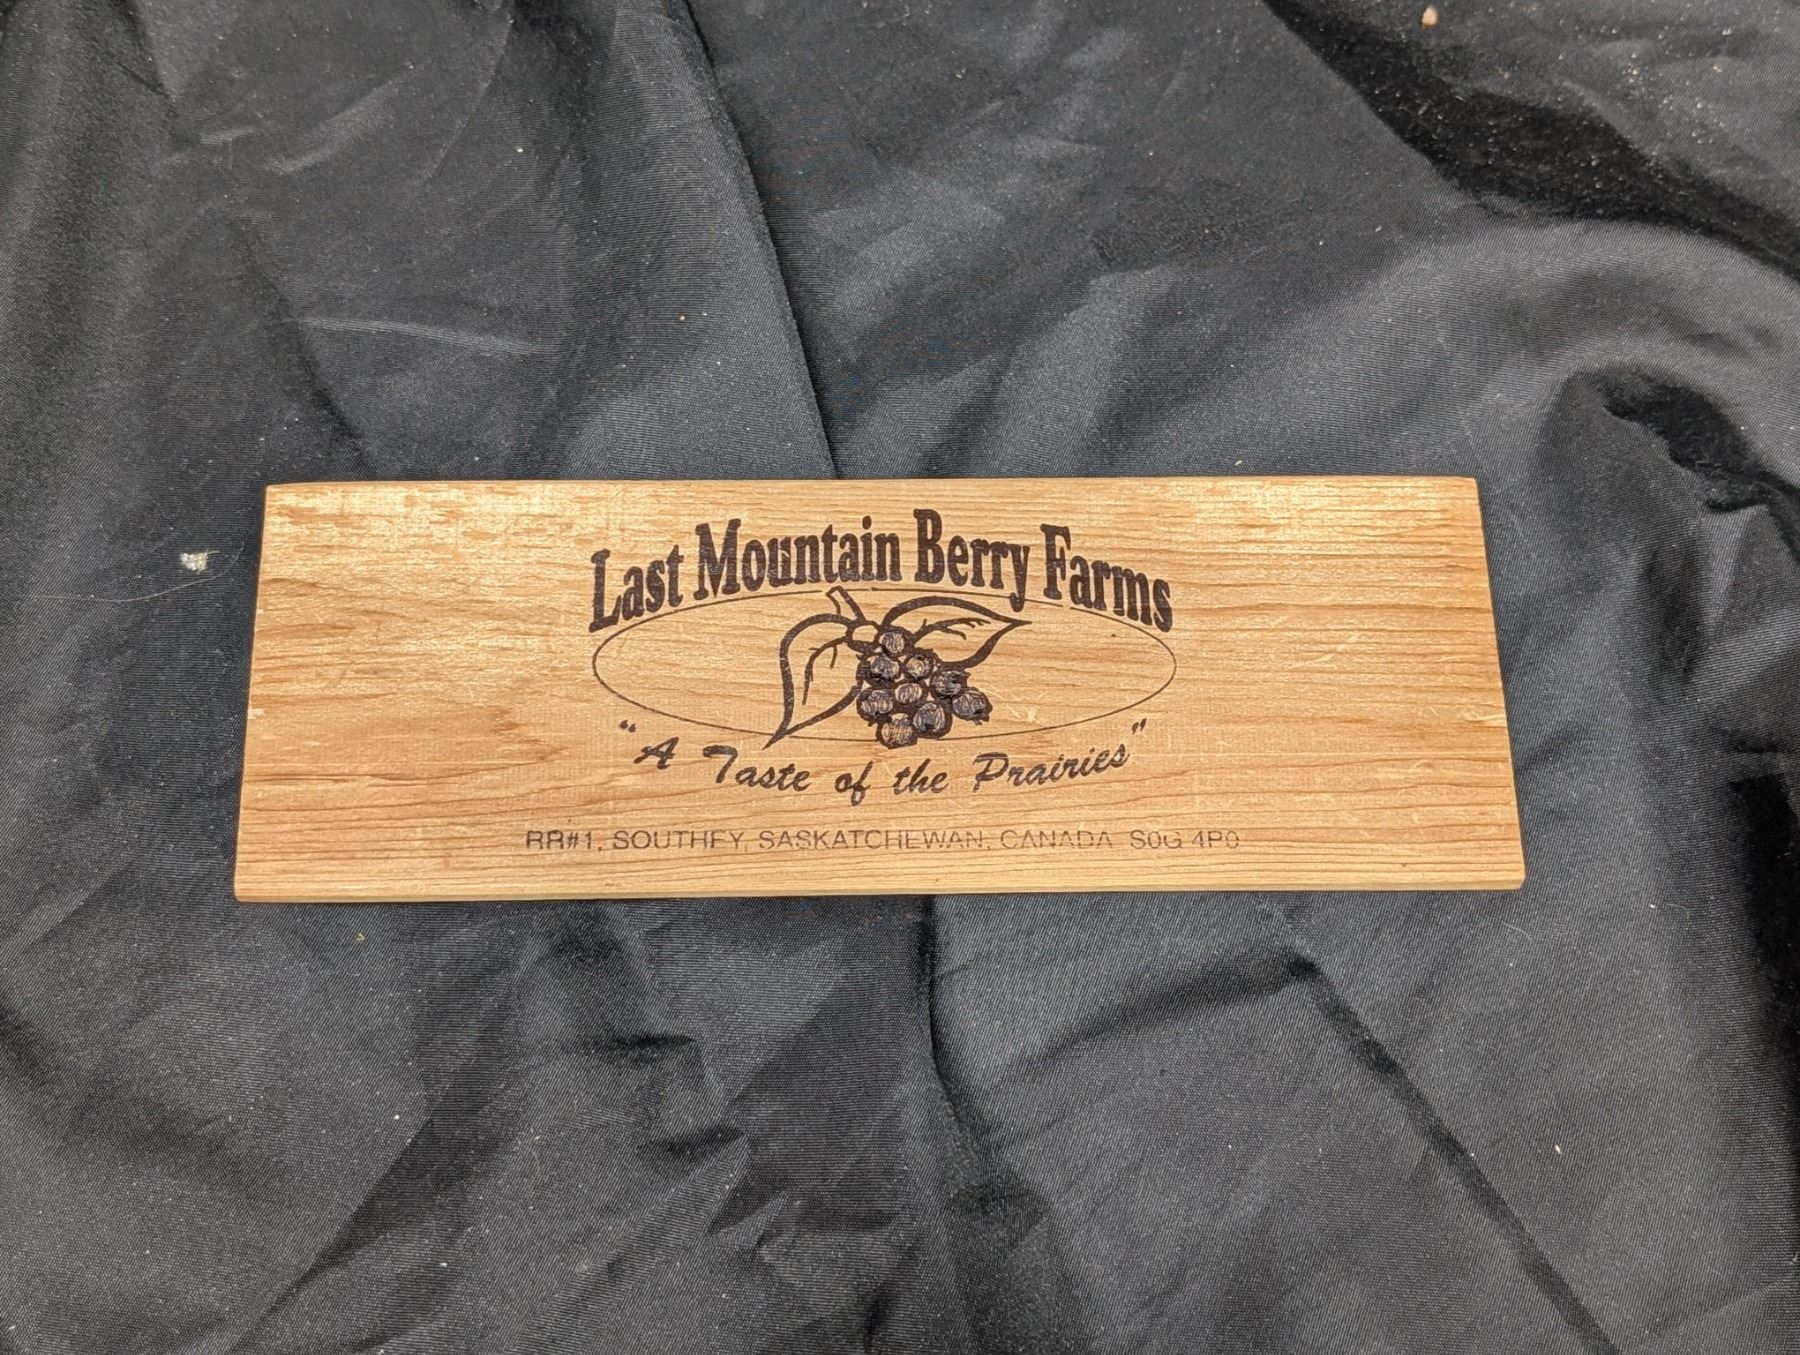 Last Mountain Berry Farms
"A Taste of the Prairies"
RR#1, SOUTHEY, SASKATCHEWAN, CANADA S0G 4P0